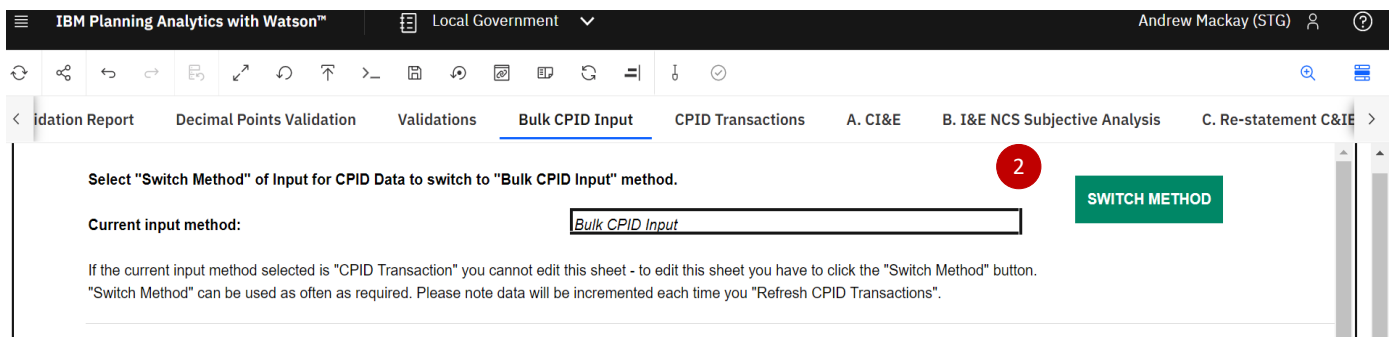 IBM Planning Analytics with Watson™ Local Government Andrew Mackay (STG)
idation Report Decimal Points Validation Validations Bulk CPID Input CPID Transactions A. CI&E B. I&E NCS Subjective Analysis C. Re-statement C&IE
2
Select "Switch Method" of Input for CPID Data to switch to "Bulk CPID Input" method.
SWITCH METHOD
Current input method: Bulk CPID Input
If the current input method selected is "CPID Transaction" you cannot edit this sheet - to edit this sheet you have to click the "Switch Method" button.
"Switch Method" can be used as often as required. Please note data will be incremented each time you "Refresh CPID Transactions".